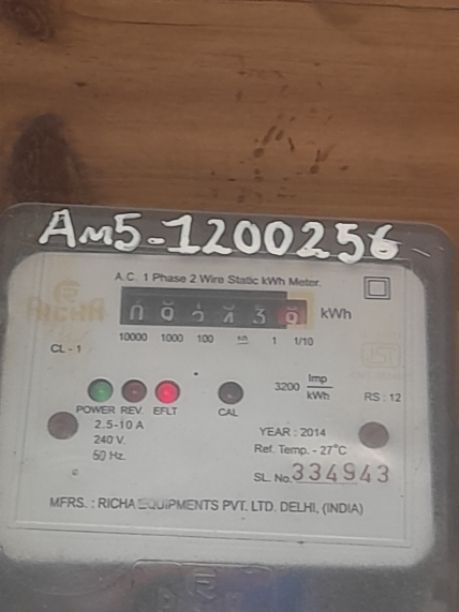 Am5-1200256
A.C. 1 Phase 2 Wire Static kWh Meter.
RICHA
kWh
10000 1000 100 1 1/10
CL - 1
3200 Imp/kWh
RS : 12
POWER REV. EFLT CAL
2.5-10 A
240 V.
50 Hz.
YEAR : 2014
Ref. Temp. - 27°C
SL. No. 334943
MFRS. : RICHA EQUIPMENTS PVT. LTD. DELHI, (INDIA)